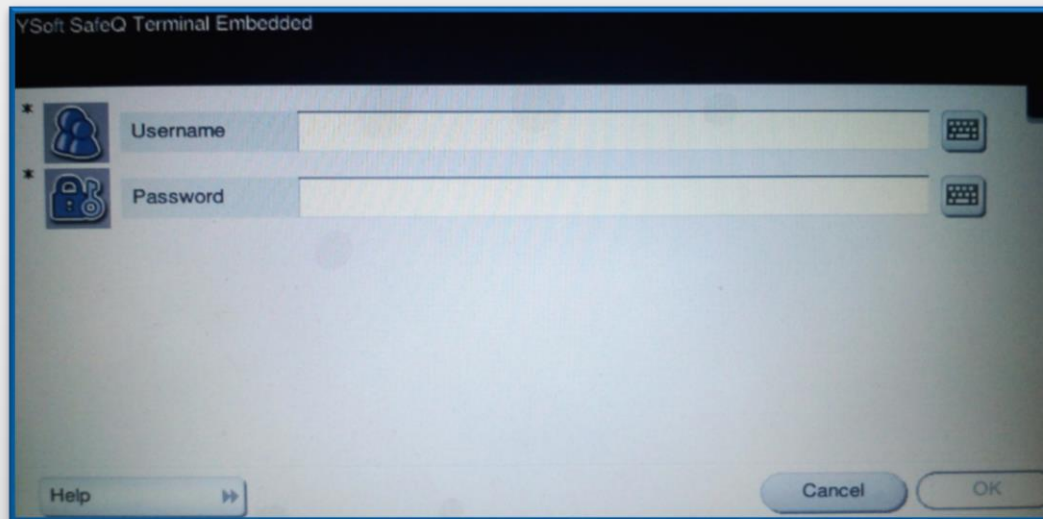 YSoft SafeQ Terminal Embedded
* Username
* Password
Help
Cancel
OK